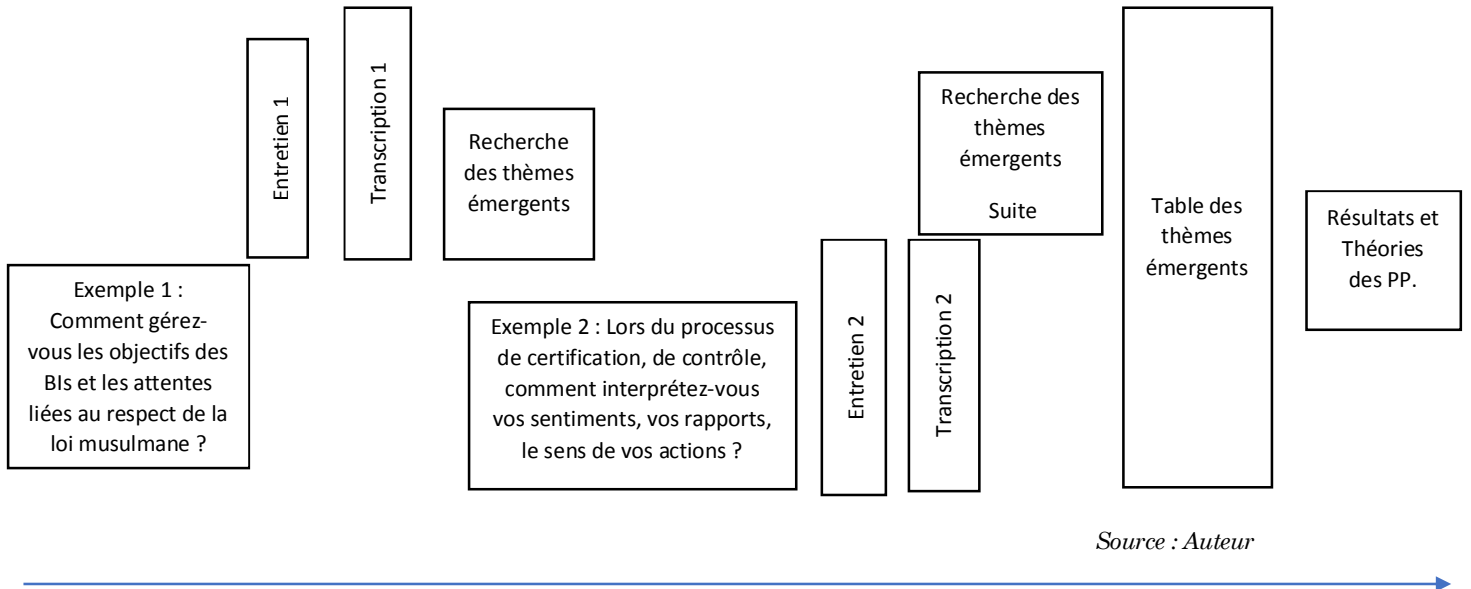 Exemple 1 :
Comment gérez-
vous les objectifs des
BIs et les attentes
liées au respect de la
loi musulmane ?
Entretien 1
Transcription 1
Recherche
des thèmes
émergents
Exemple 2 : Lors du processus
de certification, de contrôle,
comment interprétez-vous
vos sentiments, vos rapports,
le sens de vos actions ?
Entretien 2
Transcription 2
Recherche des
thèmes
émergents
Suite
Table des
thèmes
émergents
Résultats et
Théories
des PP.
Source : Auteur